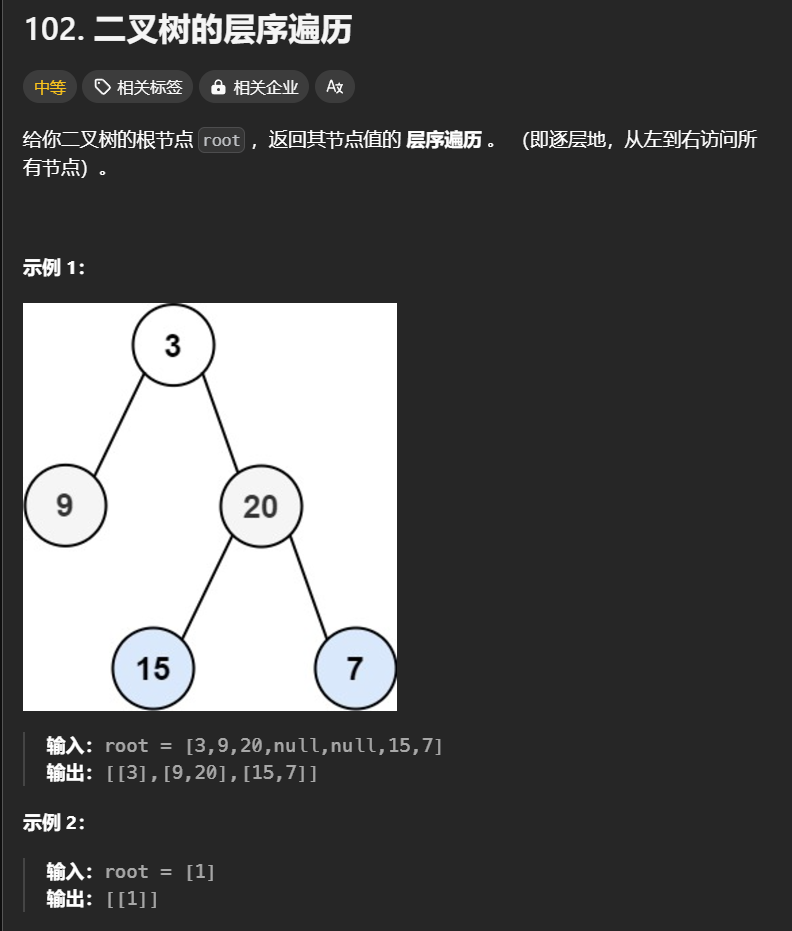 102. 二叉树的层序遍历
中等 相关标签 相关企业 Ax
给你二叉树的根节点 root ，返回其节点值的 层序遍历 。 （即逐层地，从左到右访问所
有节点）。
示例 1：
3
9 20
15 7
输入：root = [3,9,20,null,null,15,7]
输出：[[3],[9,20],[15,7]]
示例 2：
输入：root = [1]
输出：[[1]]